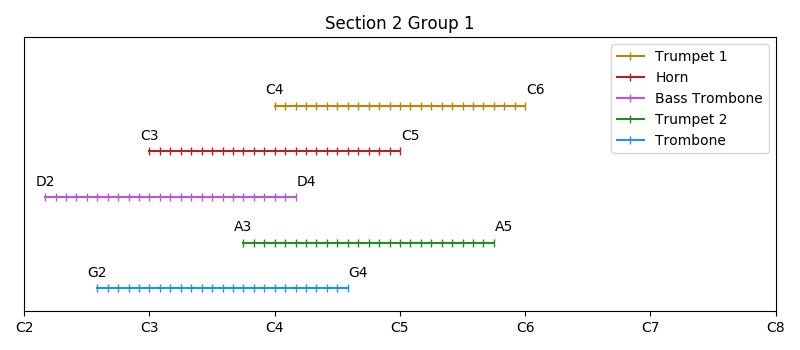 Section 2 Group 1
Trumpet 1
Horn
Bass Trombone
Trumpet 2
Trombone
C4 C6
C3 C5
D2 D4
A3 A5
G2 G4
C2 C3 C4 C5 C6 C7 C8